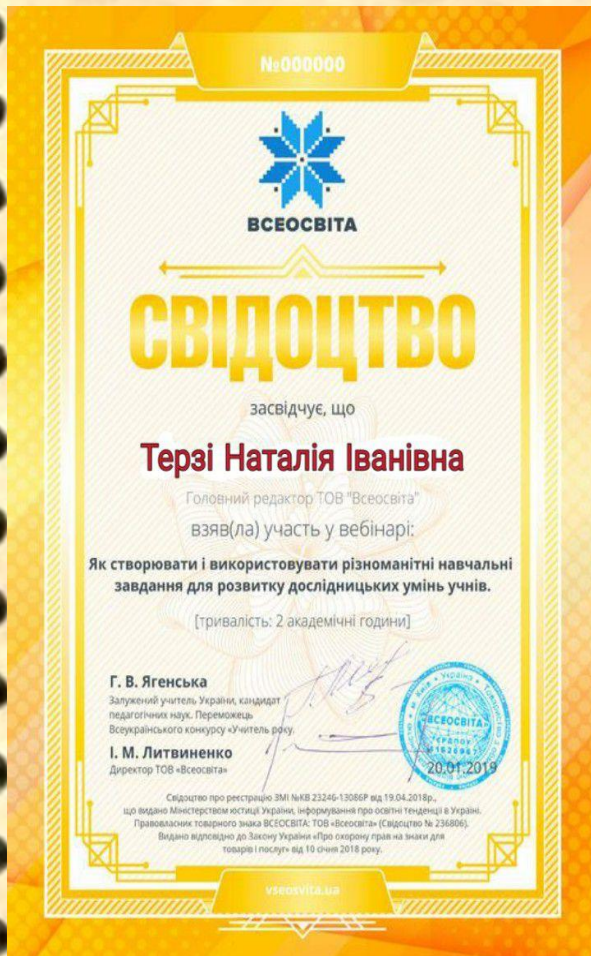 №000000
ВСЕОСВІТА
СВІДОЦТВО
засвідчує, що
Терзі Наталія Іванівна
Головний редактор ТОВ "Всеосвіта"
взяв(ла) участь у вебінарі:
Як створювати і використовувати різноманітні навчальні
завдання для розвитку дослідницьких умінь учнів.
[тривалість: 2 академічні години]
Г. В. Ягенська
Залужений учитель України, кандидат
педагогічних наук. Переможець
Всеукраїнського конкурсу «Учитель року
І. М. Литвиненко
Директор ТОВ «Всеосвіта»
ВСЕОСВІТА
20.01.2019
Свідоцтво про реєстрацію ЗМІ №КВ 23246-13086Р від 19.04.2018р.,
що видано Міністерством юстиції України, інформування про освітні тенденції в Україні.
Правовласник товарного знака ВСЕОСВІТА: ТОВ «Всеосвіта» (Свідоцтво № 236806).
Видано відповідно до Закону України «Про охорону прав на знаки для
товарів і послуг» від 10 січня 2018 року.
vseosvita.ua